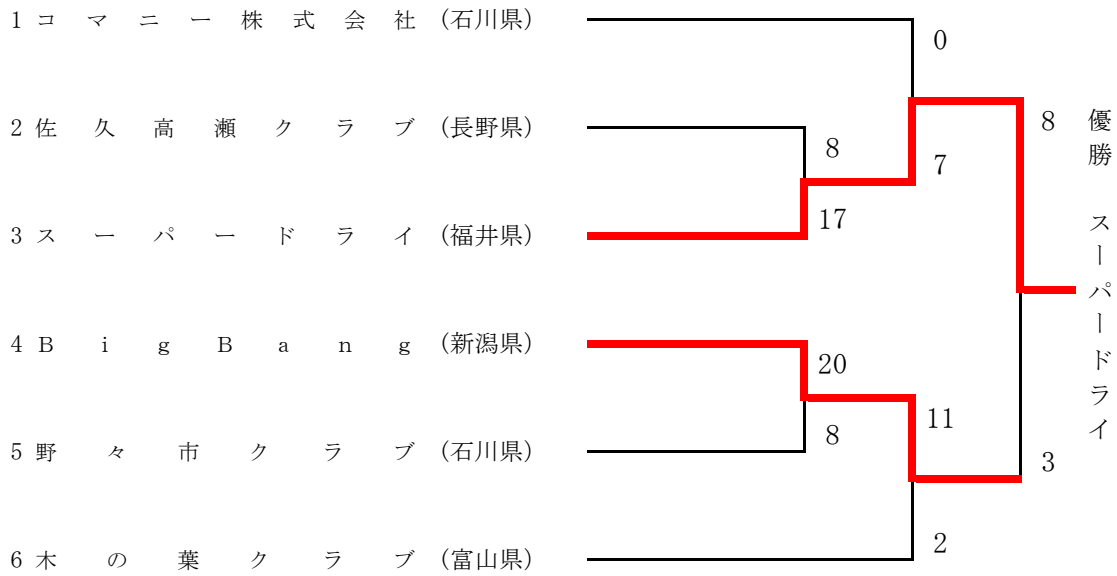 1 コマニー株式会社 (石川県)
0
2 佐久高瀬クラブ (長野県)
8
7
8
優勝 スーパードライ
3 スーパードライ (福井県)
17
4 BigBang (新潟県)
20
11
5 野々市クラブ (石川県)
8
3
6 木の葉クラブ (富山県)
2